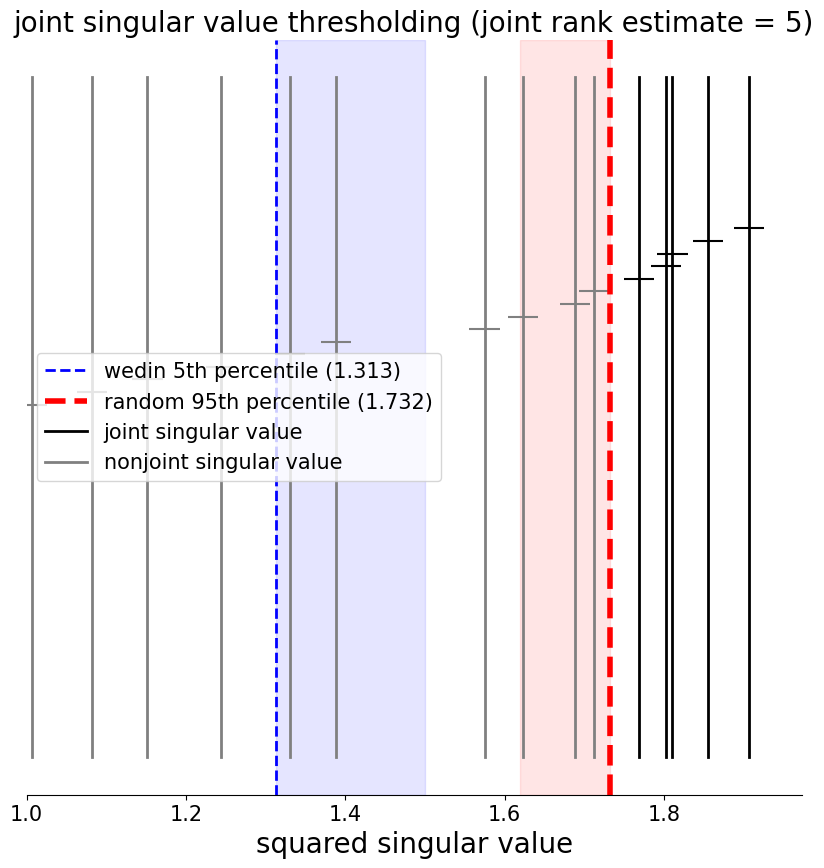 joint singular value thresholding (joint rank estimate = 5)
wedin 5th percentile (1.313)
random 95th percentile (1.732)
joint singular value
nonjoint singular value
1.0 1.2 1.4 1.6 1.8
squared singular value